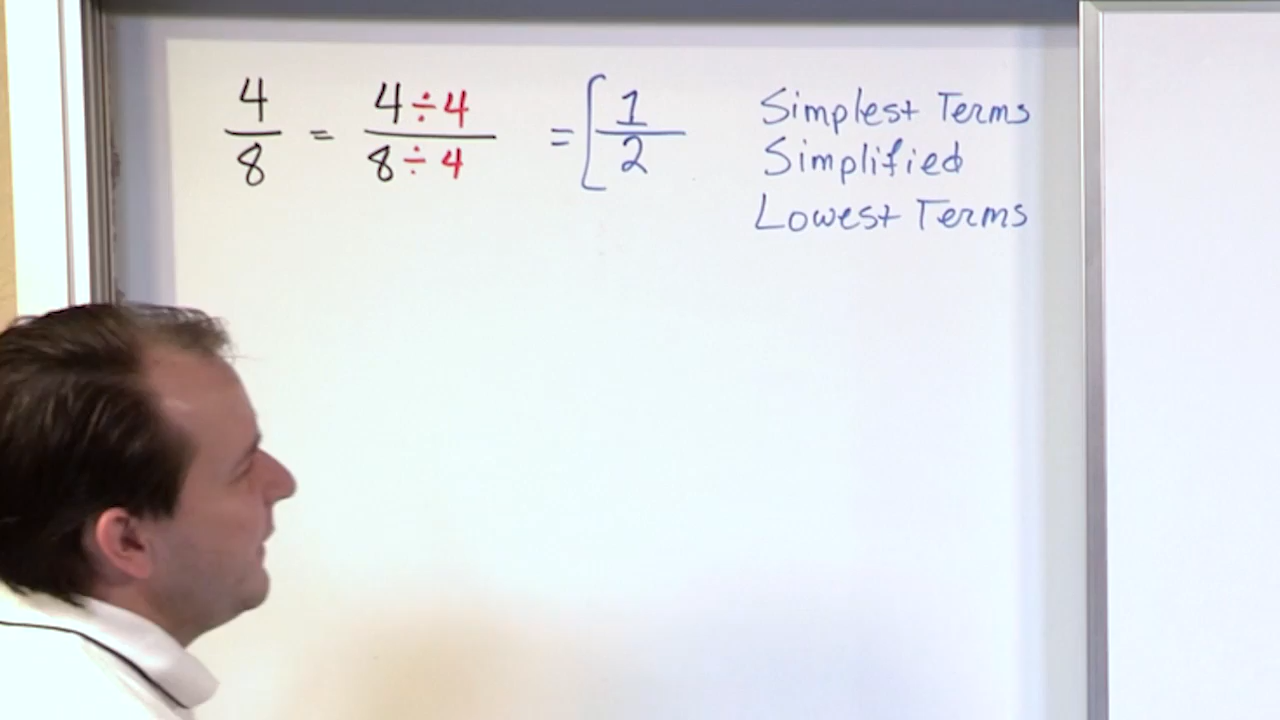 4/8 = 4÷4/8÷4 = [1/2
Simplest Terms
Simplified
Lowest Terms